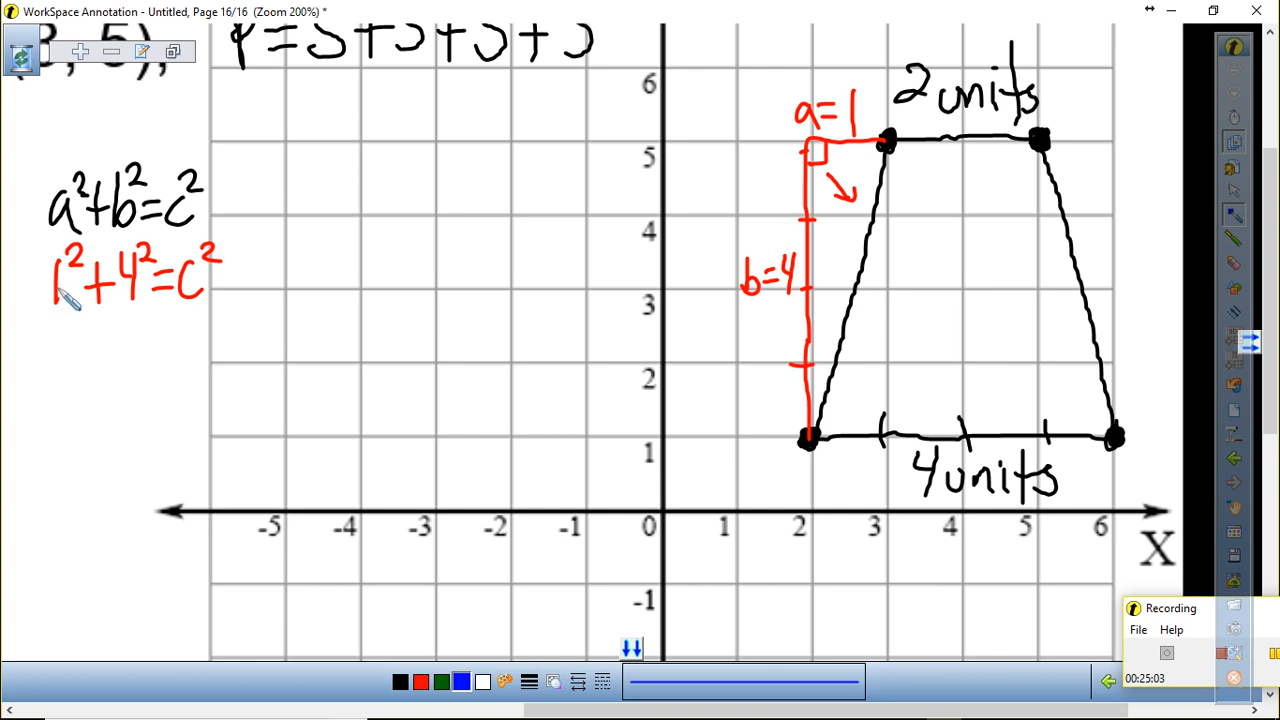 WorkSpace Annotation - Untitled, Page 16/16 (Zoom 200%) *
P=S+S+S+S
2 units
a=1
a²+b²=c²
1²+4²=c²
b=4
4 units
6
5
4
3
2
1
-5 -4 -3 -2 -1 0 1 2 3 4 5 6
X
-1
Recording
File Help
00:25:03